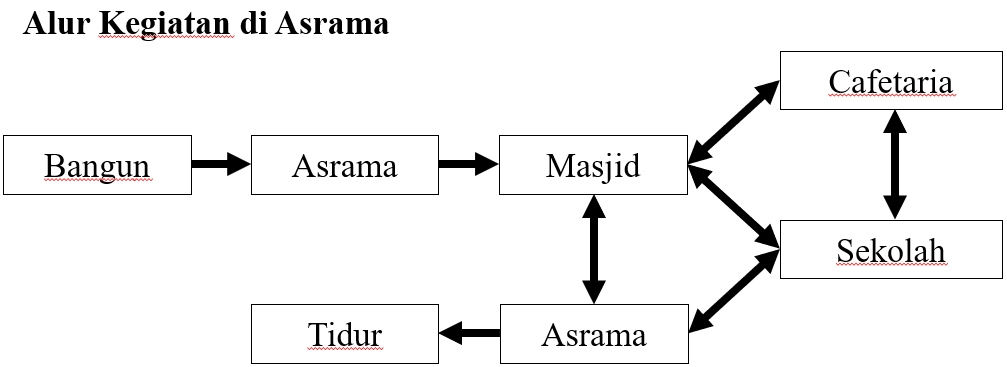 Alur Kegiatan di Asrama
Cafetaria
Bangun
Asrama
Masjid
Sekolah
Tidur
Asrama